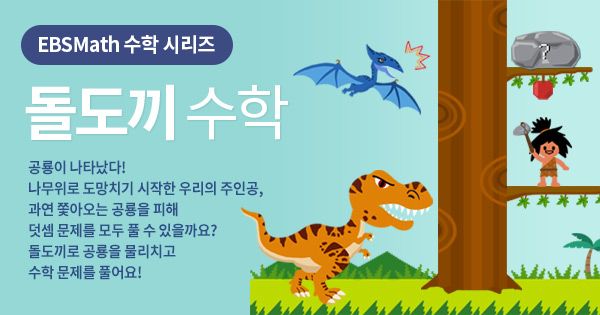 EBSMath 수학 시리즈
돌도끼 수학
공룡이 나타났다!
나무위로 도망치기 시작한 우리의 주인공,
과연 쫓아오는 공룡을 피해
덧셈 문제를 모두 풀 수 있을까요?
돌도끼로 공룡을 물리치고
수학 문제를 풀어요!
?